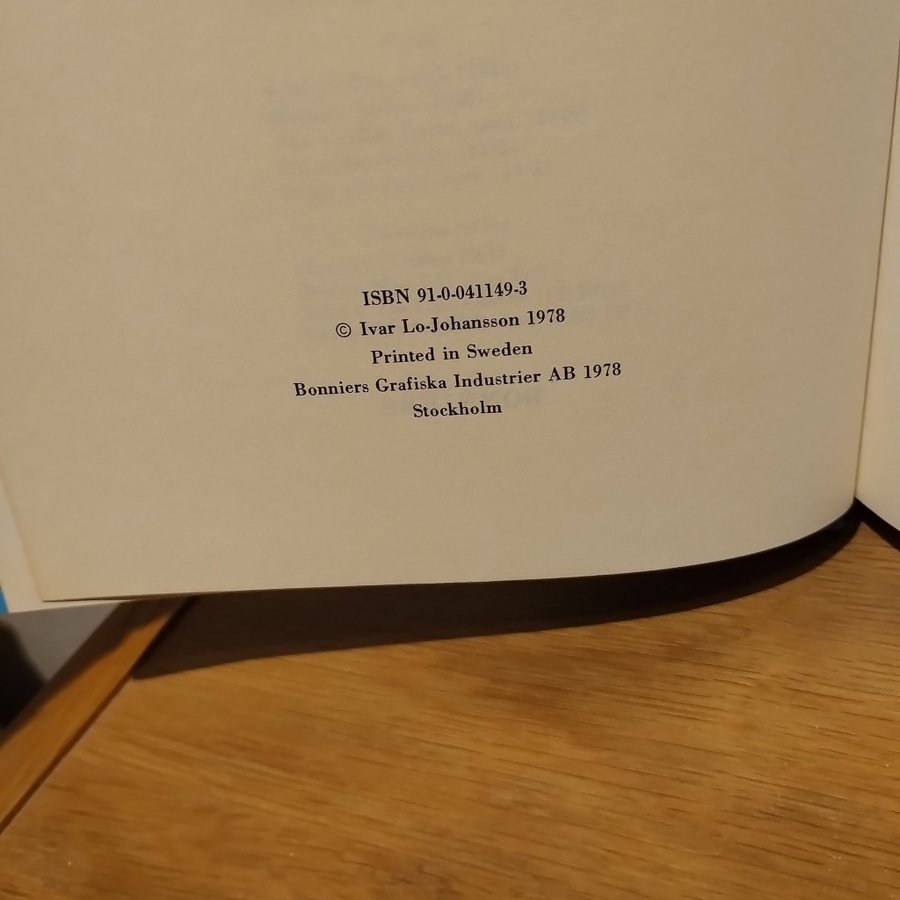 ISBN 91-0-041149-3
© Ivar Lo-Johansson 1978
Printed in Sweden
Bonniers Grafiska Industrier AB 1978
Stockholm